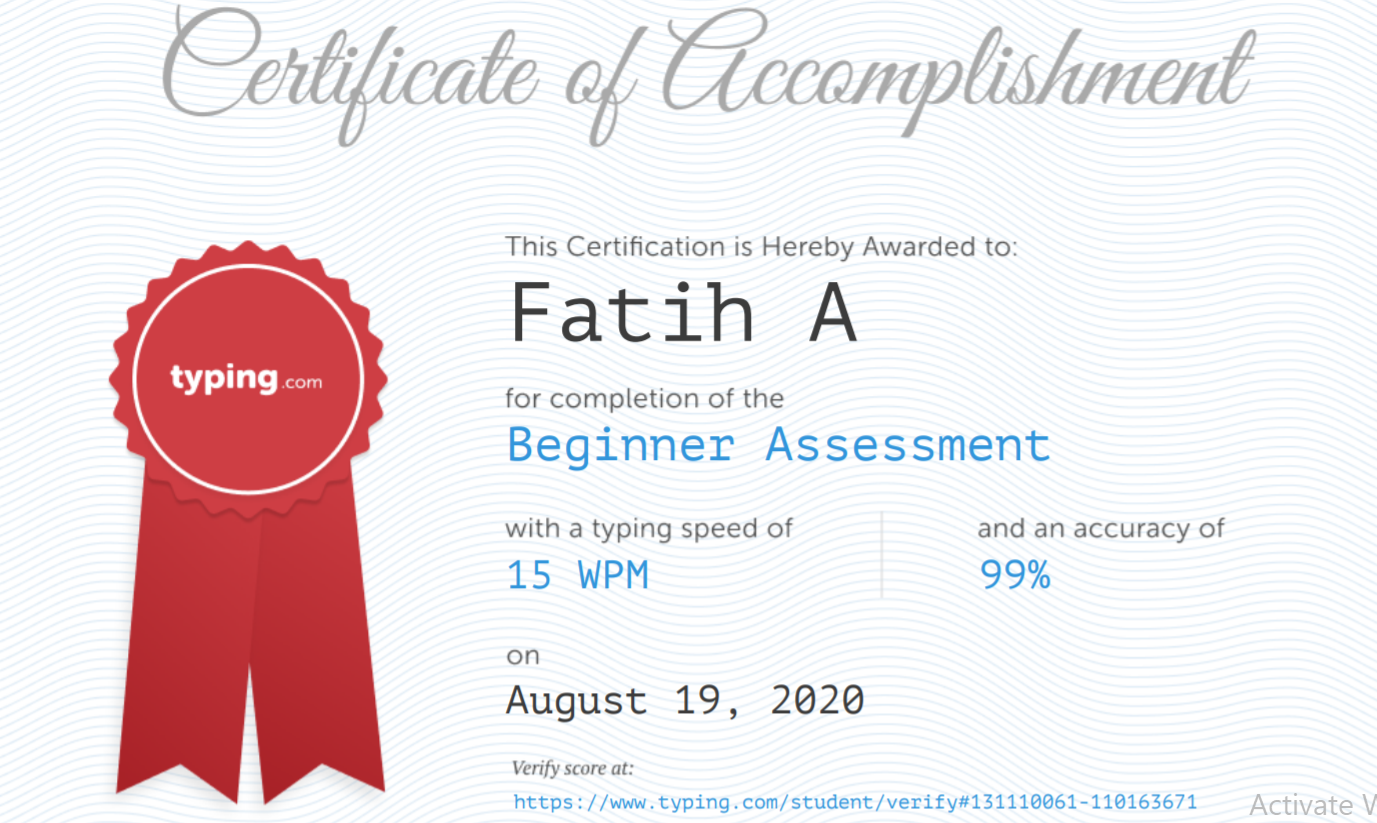 Certificate of Accomplishment
This Certification is Hereby Awarded to:
Fatih A
typing.com
for completion of the
Beginner Assessment
with a typing speed of
15 WPM
and an accuracy of
99%
on
August 19, 2020
Verify score at:
https://www.typing.com/student/verify#131110061-110163671
Activate W